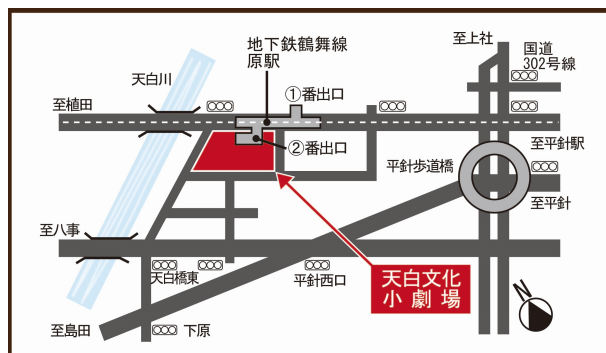 至上社
国道
302号線
地下鉄鶴舞線
原駅
天白川
①番出口
至植田
②番出口
至平針駅
平針歩道橋
至平針
至八事
天白橋東
平針西口
天白文化
小劇場
至島田
下原
N